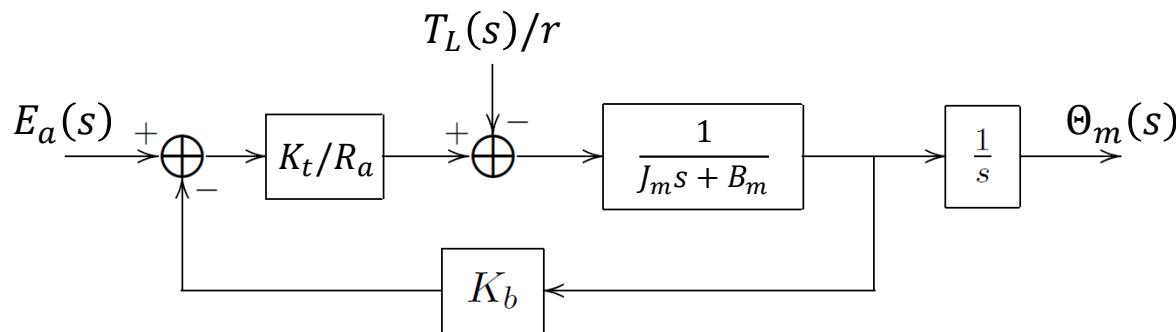 T_L(s)/r
E_a(s)
+
−
K_t/R_a
+
−
1
J_m s + B_m
1
s
Θ_m(s)
K_b